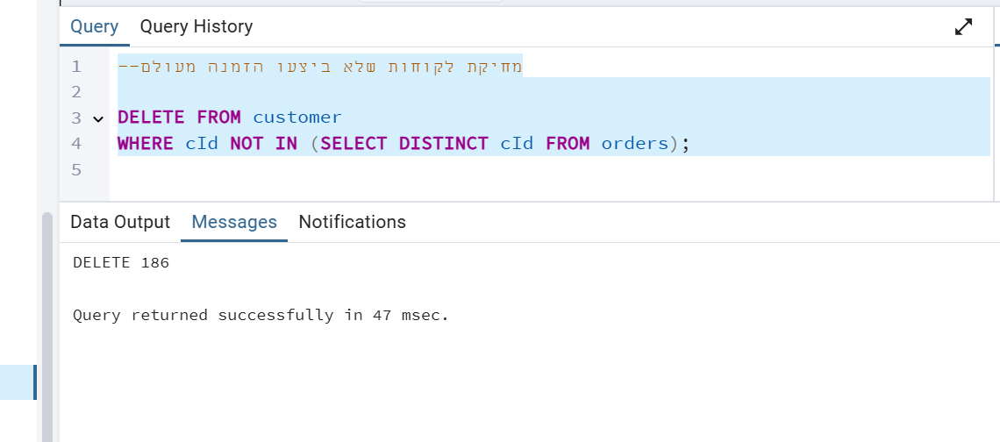 Query Query History
1 --מחיקת לקוחות שלא ביצעו הזמנה מעולם
2
3 DELETE FROM customer
4 WHERE cId NOT IN (SELECT DISTINCT cId FROM orders);
5
Data Output Messages Notifications
DELETE 186
Query returned successfully in 47 msec.